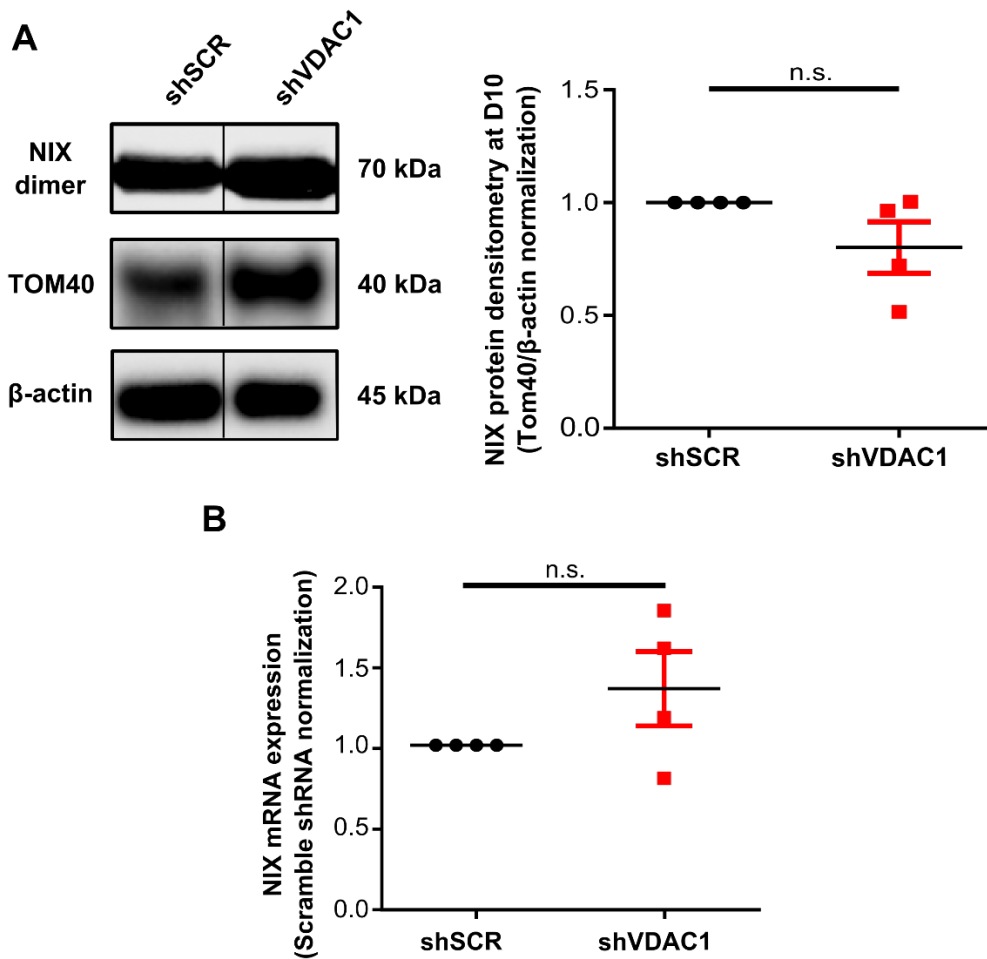 A
shSCR
shVDAC1
NIX
dimer
70 kDa
TOM40
40 kDa
β-actin
45 kDa
NIX protein densitometry at D10
(Tom40/β-actin normalization)
n.s.
1.5
1.0
0.5
0.0
shSCR
shVDAC1
B
NIX mRNA expression
(Scramble shRNA normalization)
n.s.
2.0
1.5
1.0
0.5
0.0
shSCR
shVDAC1